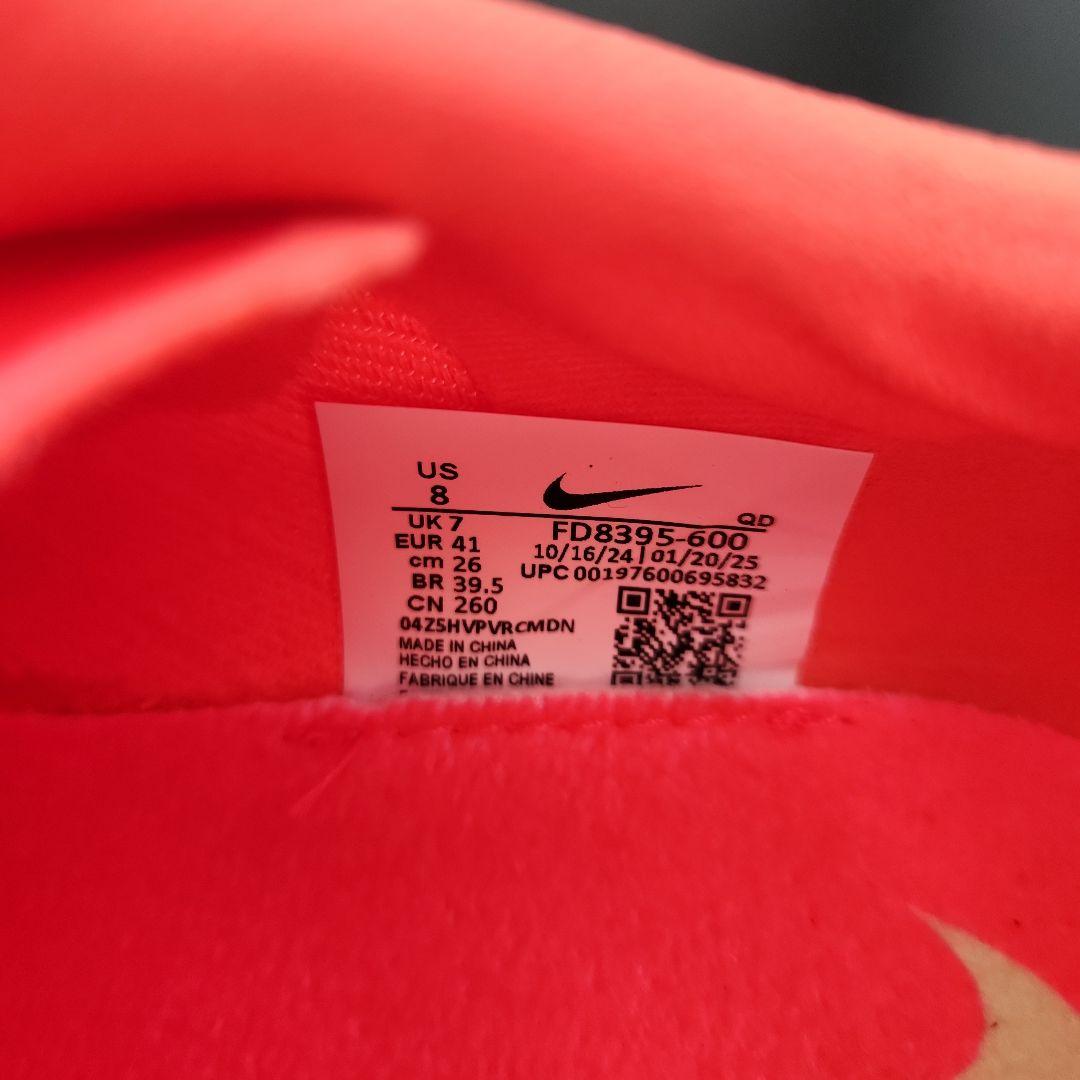 US
8
QD
UK 7
FD8395-600
EUR 41
10/16/24 | 01/20/25
cm 26
UPC 00197600695832
BR 39.5
CN 260
04Z5HVPVRCMDN
MADE IN CHINA
HECHO EN CHINA
FABRIQUE EN CHINE